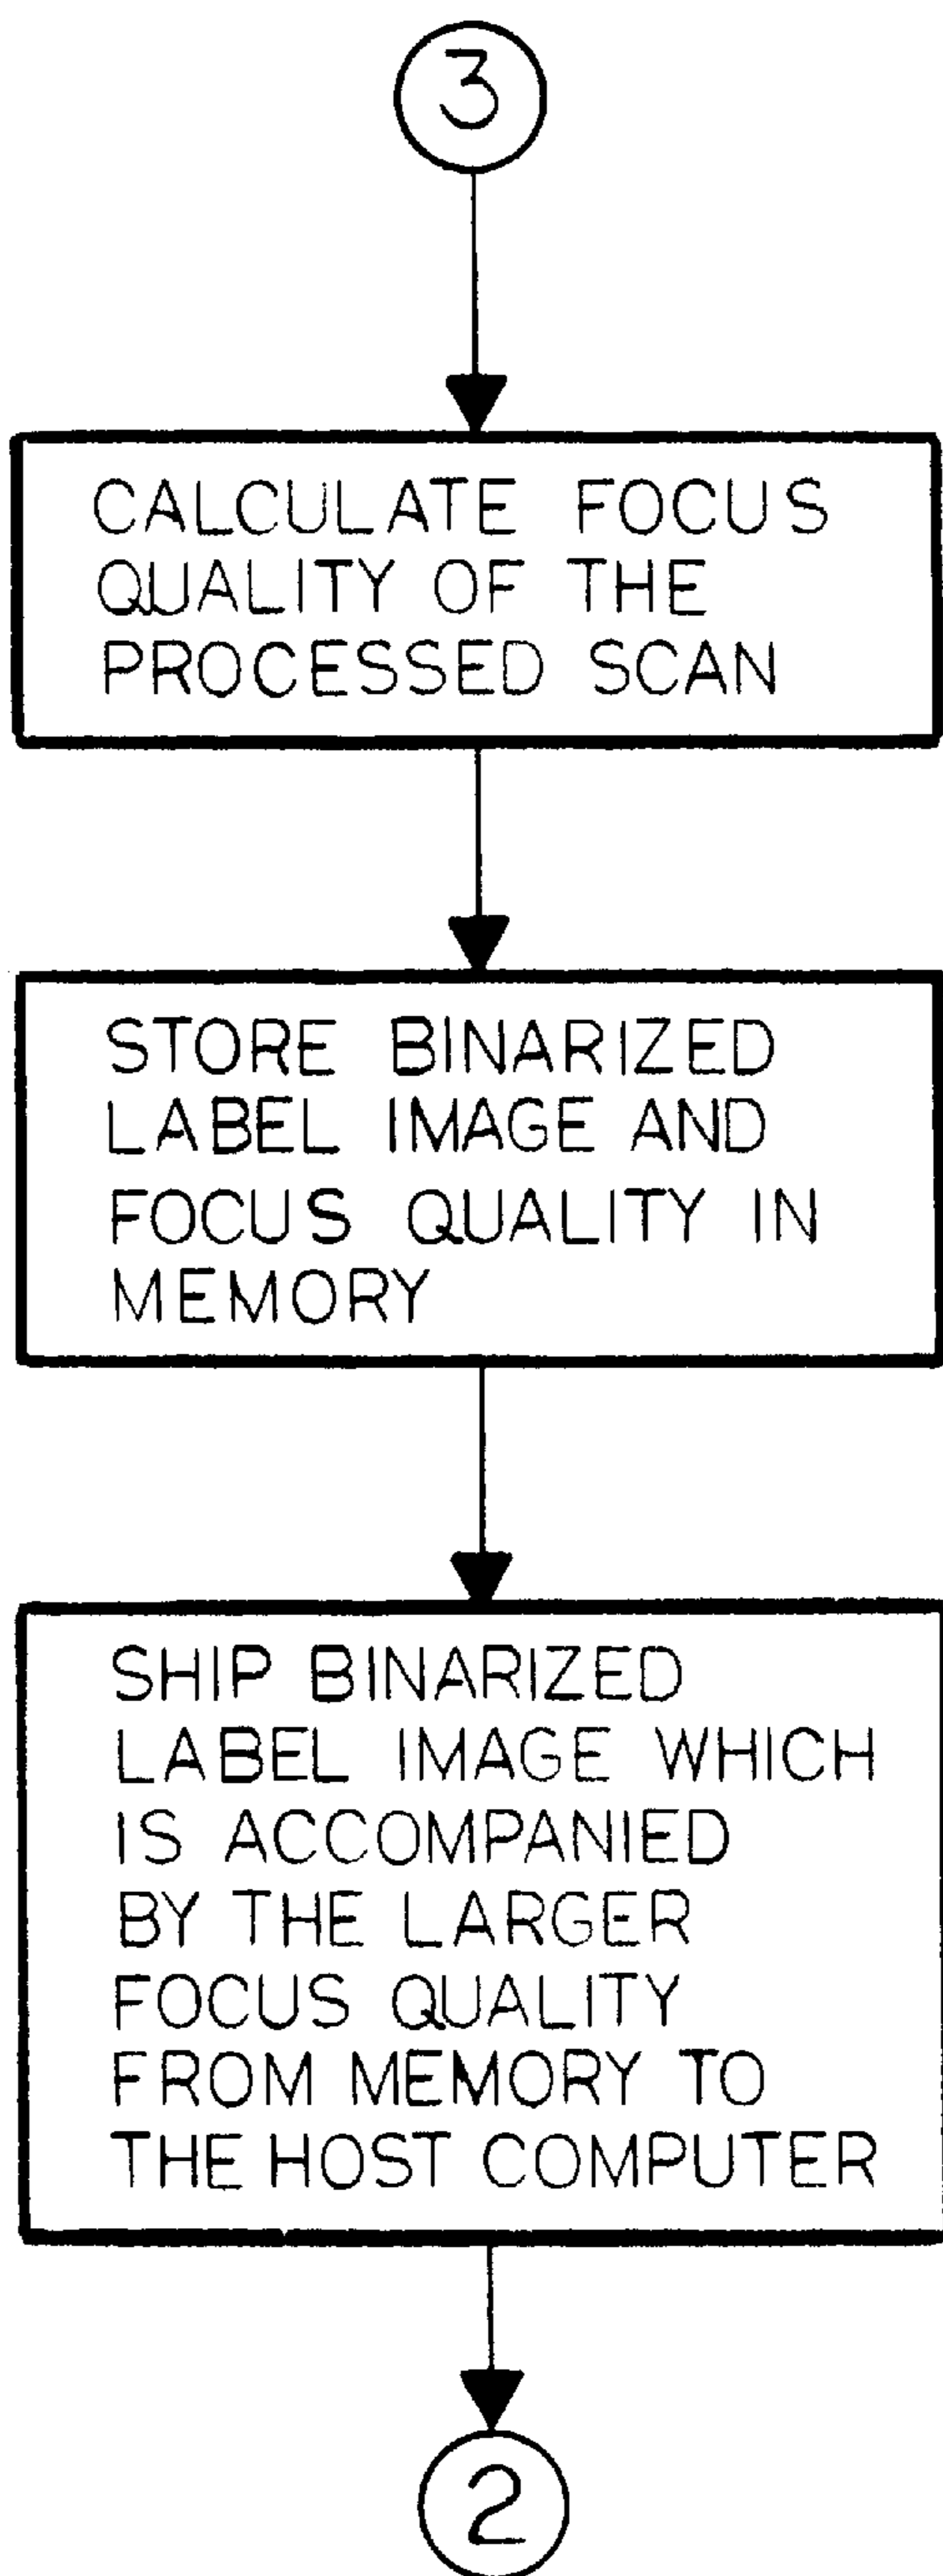 3
CALCULATE FOCUS
QUALITY OF THE
PROCESSED SCAN
STORE BINARIZED
LABEL IMAGE AND
FOCUS QUALITY IN
MEMORY
SHIP BINARIZED
LABEL IMAGE WHICH
IS ACCOMPANIED
BY THE LARGER
FOCUS QUALITY
FROM MEMORY TO
THE HOST COMPUTER
2